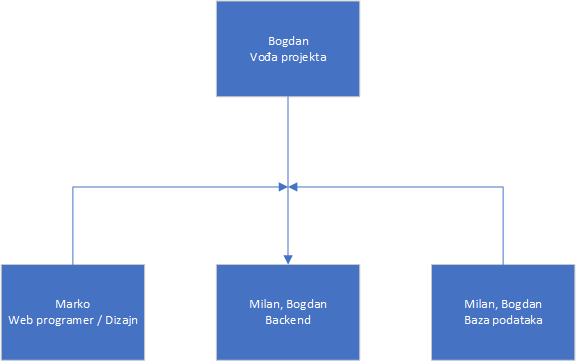 Bogdan
Vođa projekta
Marko
Web programer / Dizajn
Milan, Bogdan
Backend
Milan, Bogdan
Baza podataka